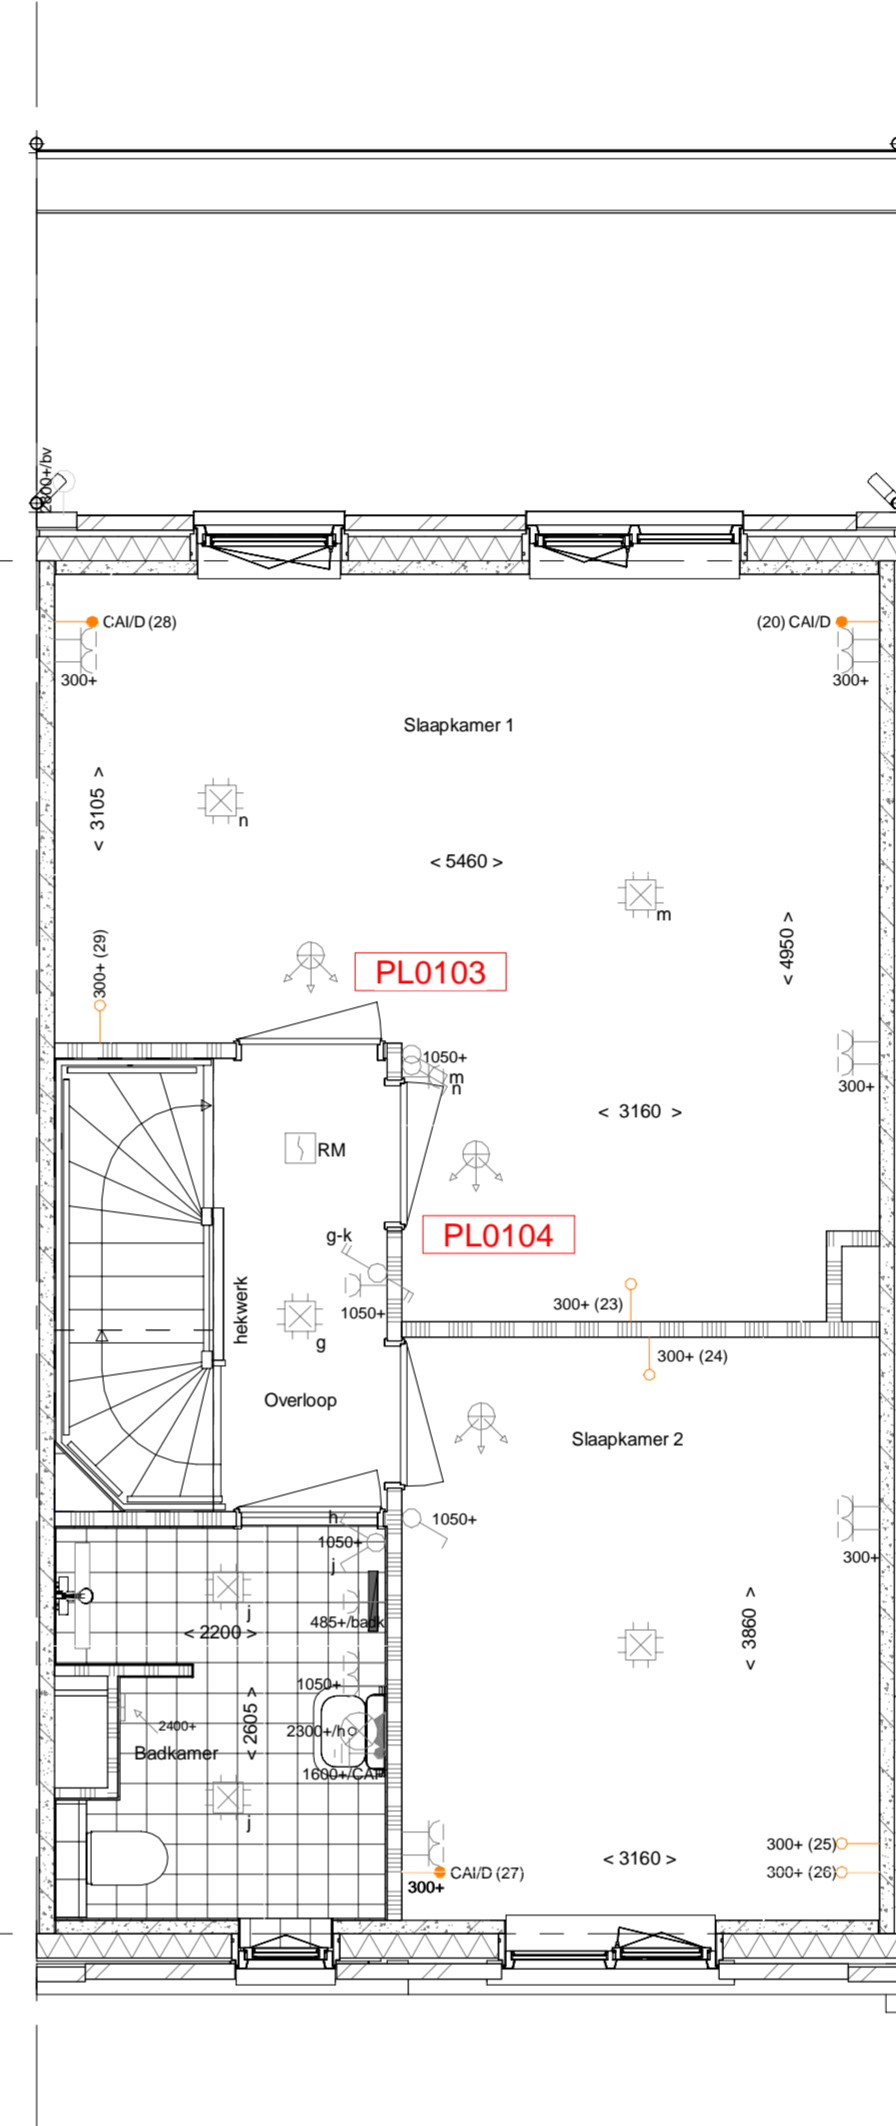 2600+/bv
CAI/D (28)
(20) CAI/D
300+
300+
Slaapkamer 1
< 3105 >
n
< 5460 >
m
< 4950 >
300+ (29)
PL0103
1050+
m
n
300+
< 3160 >
RM
g-k
PL0104
hekwerk
1050+
300+ (23)
g
300+ (24)
Overloop
Slaapkamer 2
h
1050+
1050+
j
300+
j
485+/badk
< 2200 >
< 3860 >
1050+
< 2605 >
2400+
2300+/h
Badkamer
1600+/CAP
j
300+ (25)
< 3160 >
CAI/D (27)
300+ (26)
300+